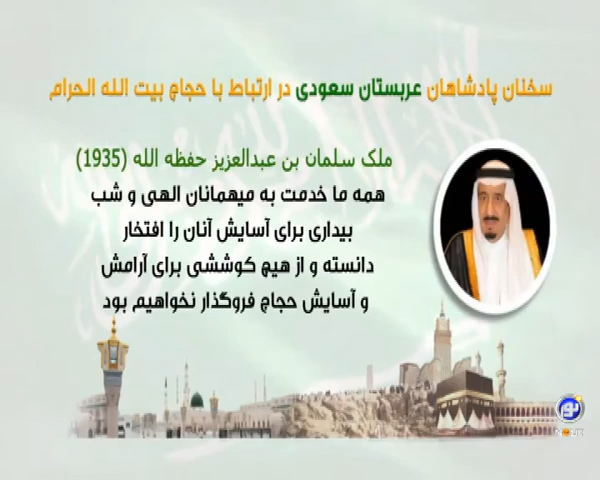 سخنان پادشاهان عربستان سعودی در ارتباط با حجاج بیت الله الحرام
ملک سلمان بن عبدالعزیز حفظه الله (1935)
همه ما خدمت به میهمانان الهی و شب
بیداری برای آسایش آنان را افتخار
دانسته و از هیچ کوششی برای آرامش
و آسایش حجاج فروگذار نخواهیم بود
نور
NOUR